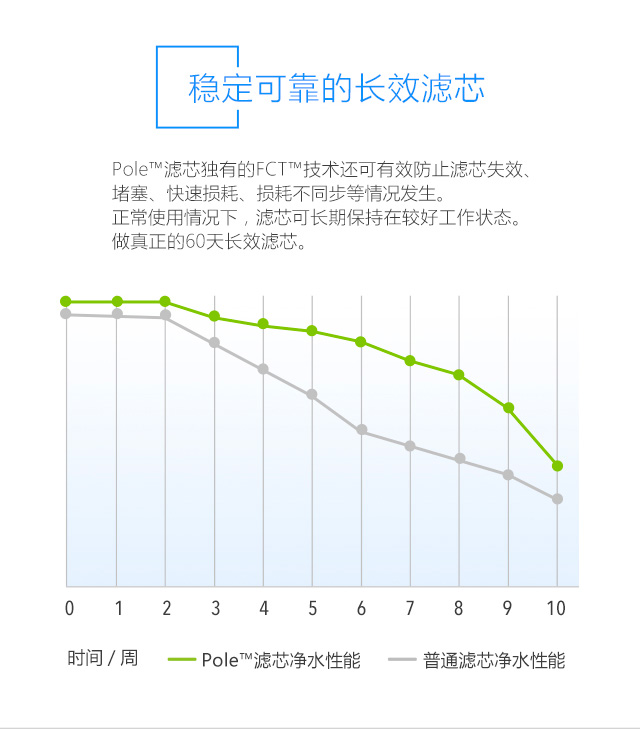 稳定可靠的长效滤芯
Pole™滤芯独有的FCT™技术还可有效防止滤芯失效、
堵塞、快速损耗、损耗不同步等情况发生。
正常使用情况下，滤芯可长期保持在较好工作状态。
做真正的60天长效滤芯。
0 1 2 3 4 5 6 7 8 9 10
时间 / 周 Pole™滤芯净水性能 普通滤芯净水性能